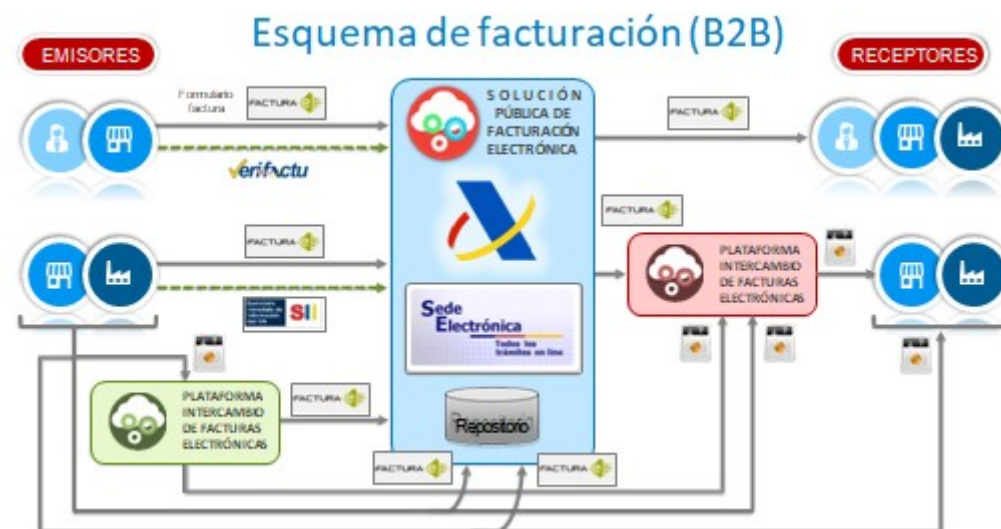 Esquema de facturación (B2B)
EMISORES
RECEPTORES
Formulario
factura
FACTURA
FACTURA
SOLUCIÓN
PÚBLICA DE
FACTURACIÓN
ELECTRÓNICA
Verifactu
FACTURA
FACTURA
SII
PLATAFORMA
INTERCAMBIO
DE FACTURAS
ELECTRÓNICAS
Sede
Electrónica
Todos los
trámites on line
FACTURA
PLATAFORMA
INTERCAMBIO
DE FACTURAS
ELECTRÓNICAS
Repositorio
FACTURA
FACTURA